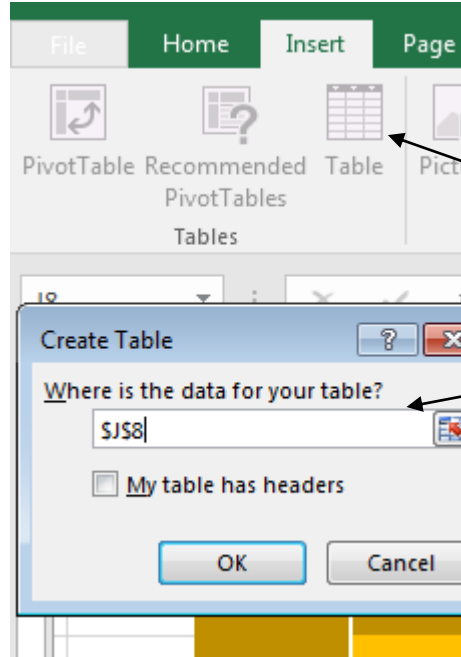 File Home Insert Page
PivotTable Recommended Table
PivotTables
Tables
J8
Create Table
Where is the data for your table?
$J$8
My table has headers
OK Cancel